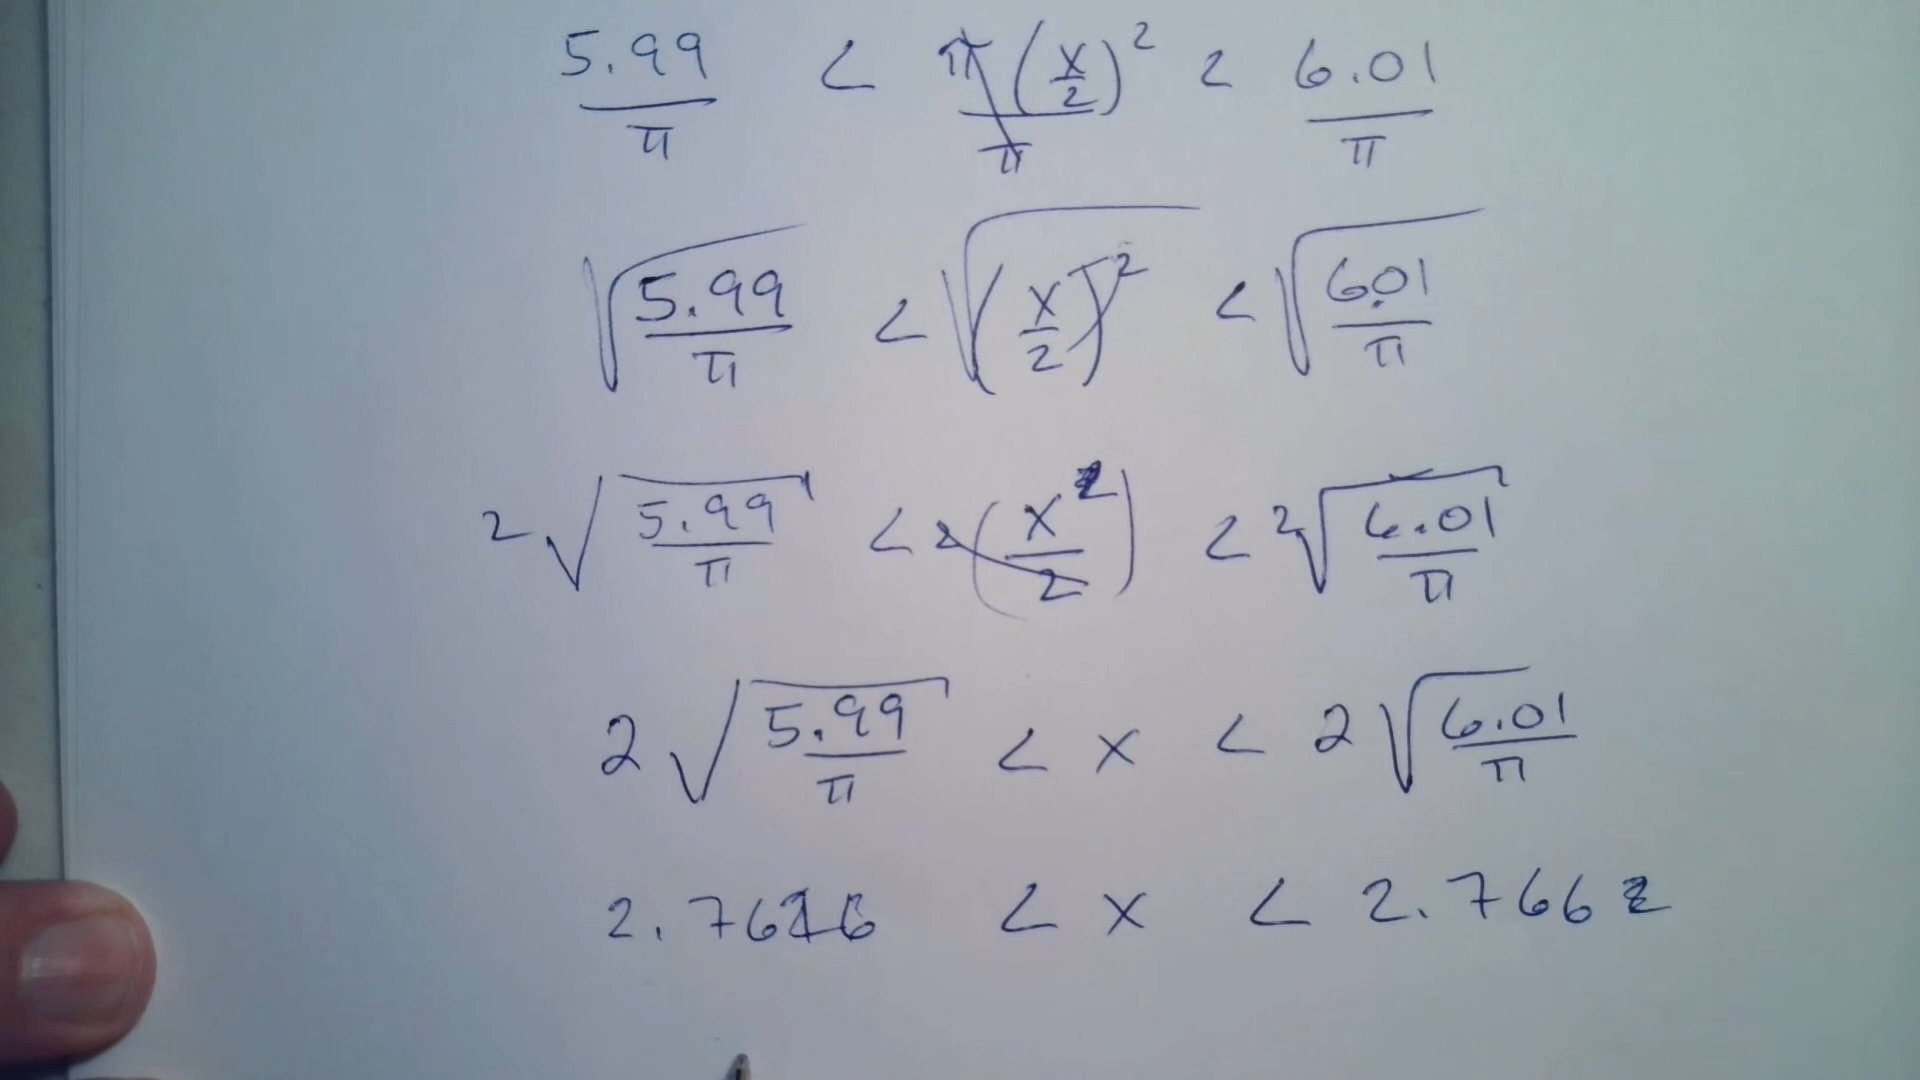 5.99/π < π(x/2)²/π < 6.01/π
√(5.99/π) < √((x/2)²) < √(6.01/π)
2√(5.99/π) < 2(x/2) < 2√(6.01/π)
2√(5.99/π) < x < 2√(6.01/π)
2.7616 < x < 2.7662